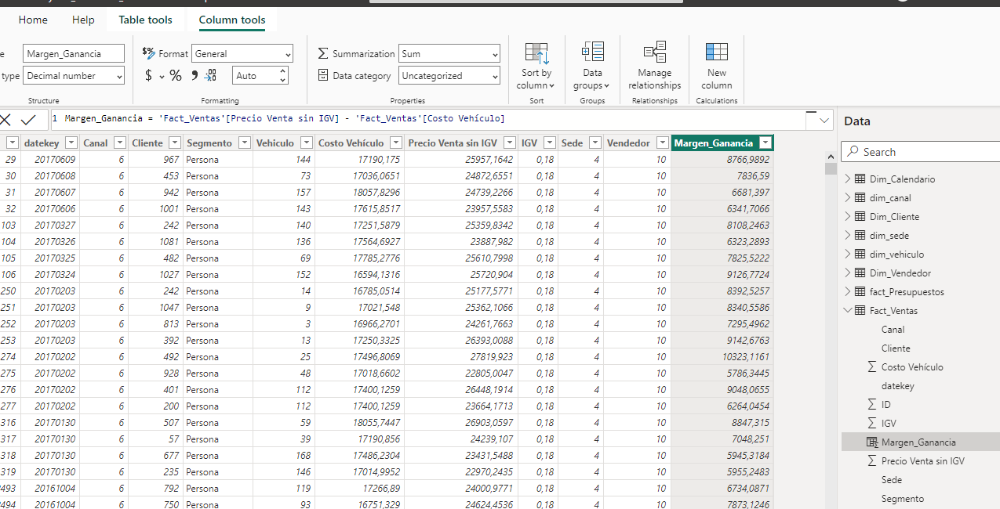 Home Help Table tools Column tools
Margen_Ganancia $% Format General Summarization Sum
type Decimal number $ % Auto Data category Uncategorized
Sort by column Data groups Manage relationships New column
Structure Formatting Properties Sort Groups Relationships Calculations
1 Margen_Ganancia = 'Fact_Ventas'[Precio Venta sin IGV] - 'Fact_Ventas'[Costo Vehículo]
datekey Canal Cliente Segmento Vehiculo Costo Vehículo Precio Venta sin IGV IGV Sede Vendedor Margen_Ganancia
29 20170609 6 967 Persona 144 17190,175 25957,1642 0,18 4 10 8766,9892
30 20170608 6 453 Persona 73 17036,0651 24872,6551 0,18 4 10 7836,59
31 20170607 6 942 Persona 157 18057,8296 24739,2266 0,18 4 10 6681,397
32 20170606 6 1001 Persona 143 17615,8517 23957,5583 0,18 4 10 6341,7066
103 20170327 6 242 Persona 140 17251,5879 25359,8342 0,18 4 10 8108,2463
104 20170326 6 1081 Persona 136 17564,6927 23887,982 0,18 4 10 6323,2893
105 20170325 6 482 Persona 69 17785,2776 25610,7998 0,18 4 10 7825,5222
106 20170324 6 1027 Persona 152 16594,1316 25720,904 0,18 4 10 9126,7724
250 20170203 6 242 Persona 14 16785,0514 25177,5771 0,18 4 10 8392,5257
251 20170203 6 1047 Persona 9 17021,548 25362,1066 0,18 4 10 8340,5586
252 20170203 6 813 Persona 3 16966,2701 24261,7663 0,18 4 10 7295,4962
253 20170203 6 392 Persona 13 17250,3325 26393,0088 0,18 4 10 9142,6763
274 20170202 6 492 Persona 25 17496,8069 27819,923 0,18 4 10 10323,1161
275 20170202 6 928 Persona 48 17018,6602 22805,0047 0,18 4 10 5786,3445
276 20170202 6 401 Persona 112 17400,1259 26448,1914 0,18 4 10 9048,0655
277 20170202 6 200 Persona 112 17400,1259 23664,1713 0,18 4 10 6264,0454
316 20170130 6 507 Persona 59 18055,7447 26903,0597 0,18 4 10 8847,315
317 20170130 6 57 Persona 39 17190,856 24239,107 0,18 4 10 7048,251
318 20170130 6 677 Persona 168 17486,2304 23431,5488 0,18 4 10 5945,3184
319 20170130 6 235 Persona 146 17014,9952 22970,2435 0,18 4 10 5955,2483
493 20161004 6 792 Persona 119 17266,89 24000,9771 0,18 4 10 6734,0871
494 20161004 6 750 Persona 93 16751,329 24624,4536 0,18 4 10 7873,1246
Data
Search
Dim_Calendario
dim_canal
Dim_Cliente
dim_sede
dim_vehiculo
Dim_Vendedor
fact_Presupuestos
Fact_Ventas
Canal
Cliente
Costo Vehículo
datekey
ID
IGV
Margen_Ganancia
Precio Venta sin IGV
Sede
Segmento